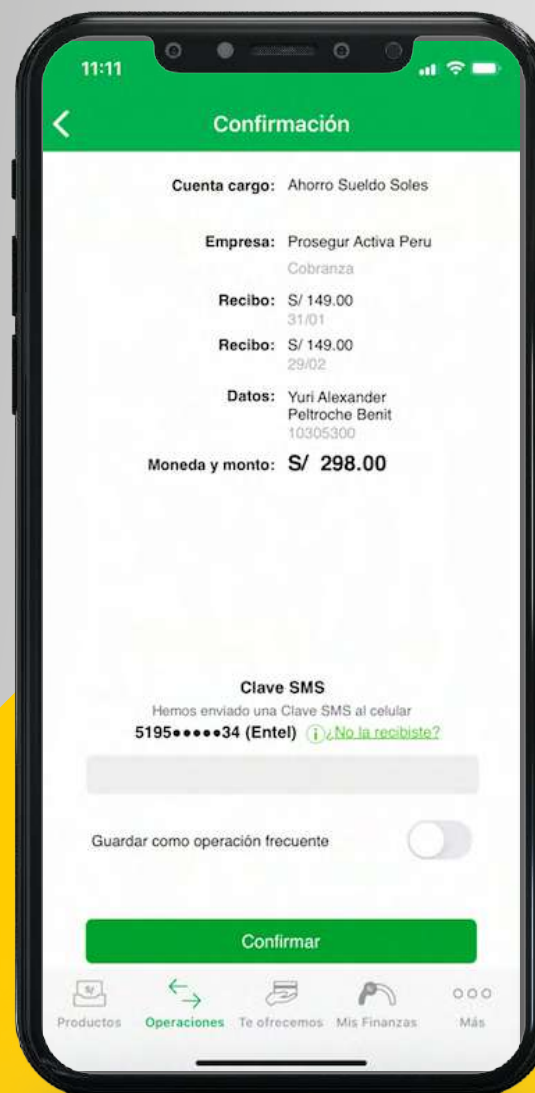 11:11
Confirmación
Cuenta cargo: Ahorro Sueldo Soles
Empresa: Prosegur Activa Peru
Cobranza
Recibo: S/ 149.00
31/01
Recibo: S/ 149.00
29/02
Datos: Yuri Alexander
Peltroche Benit
10305300
Moneda y monto: S/ 298.00
Clave SMS
Hemos enviado una Clave SMS al celular
5195●●●●●34 (Entel) i ¿No la recibiste?
Guardar como operación frecuente
Confirmar
S/
Productos Operaciones Te ofrecemos Mis Finanzas Más